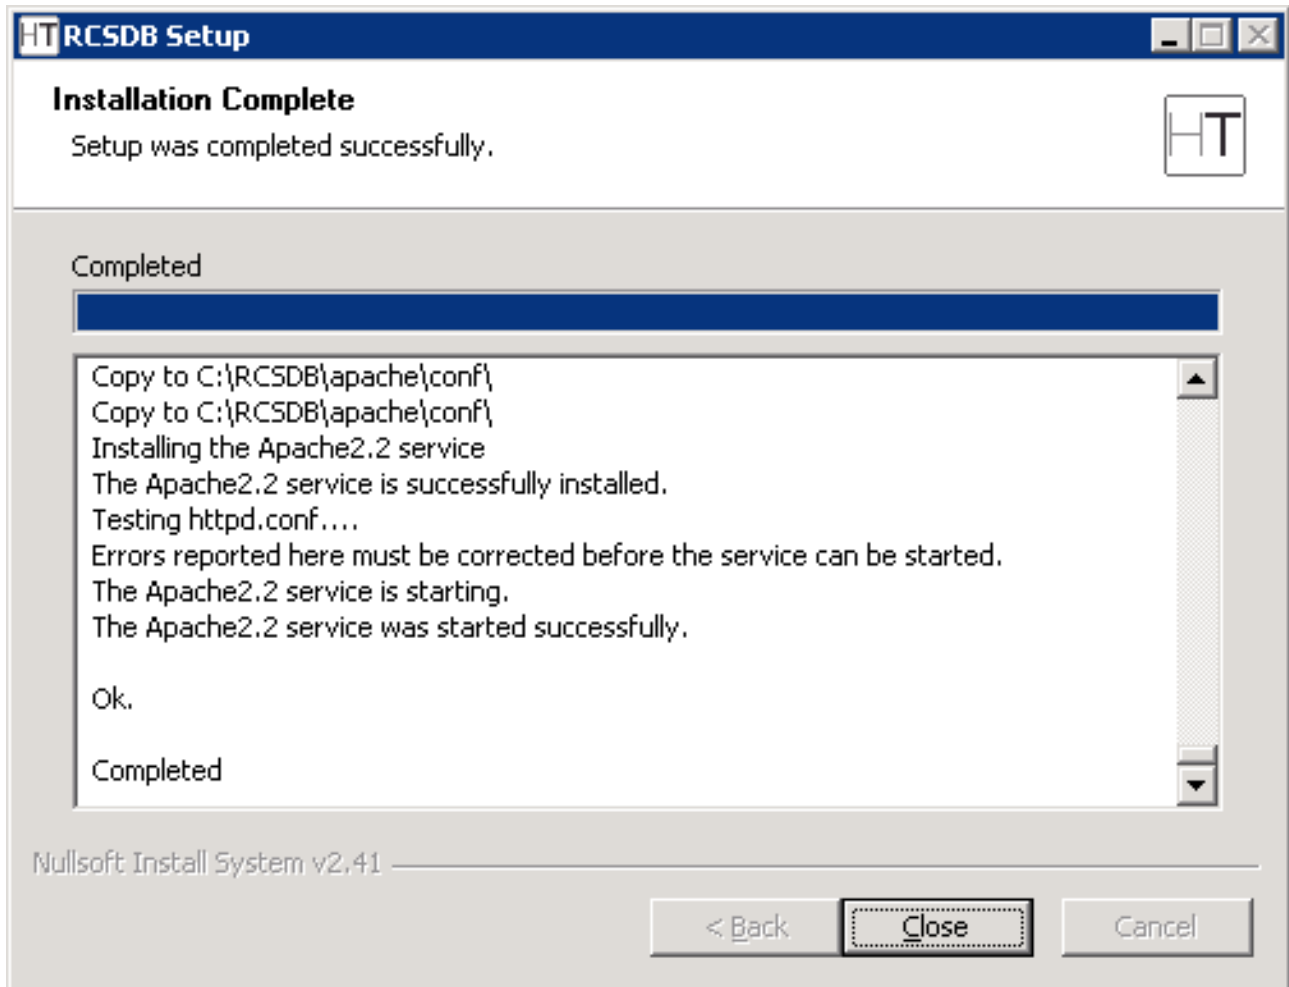 HT RCSDB Setup
Installation Complete
Setup was completed successfully.
HT
Completed
Copy to C:\RCSDB\apache\conf\
Copy to C:\RCSDB\apache\conf\
Installing the Apache2.2 service
The Apache2.2 service is successfully installed.
Testing httpd.conf....
Errors reported here must be corrected before the service can be started.
The Apache2.2 service is starting.
The Apache2.2 service was started successfully.
Ok.
Completed
Nullsoft Install System v2.41
< Back Close Cancel